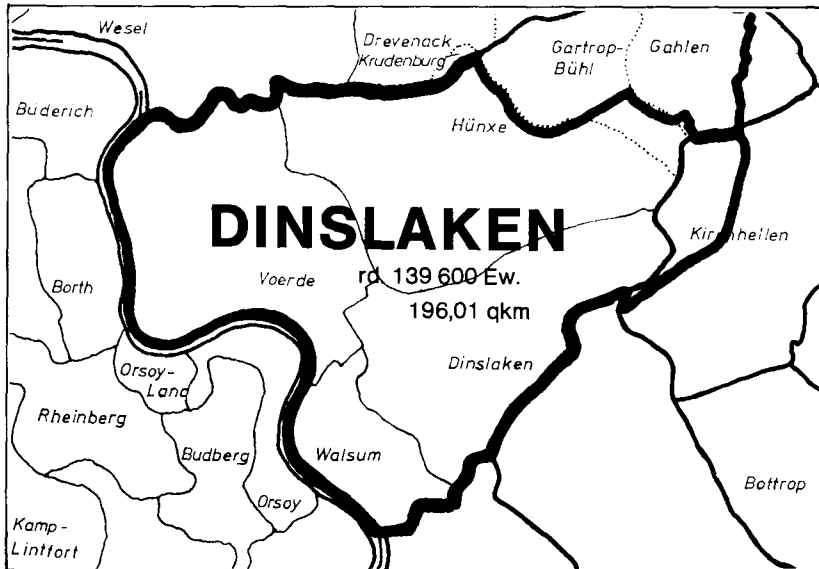 Wesel
Drevenack
Krudenburg
Gartrop-
Bühl
Gahlen
Büderich
Hünxe
DINSLAKEN
Kirchhellen
Borth
Voerde
rd. 139 600 Ew.
196,01 qkm
Orsoy-
Land
Dinslaken
Rheinberg
Budberg
Walsum
Orsoy
Bottrop
Kamp-
Lintfort